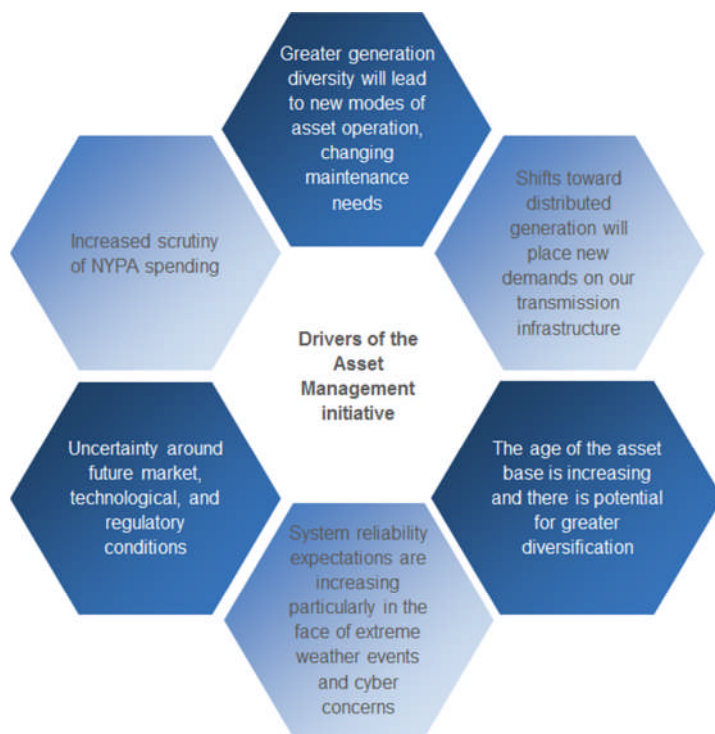 Greater generation
diversity will lead
to new modes of
asset operation,
changing
maintenance
needs
Shifts toward
distributed
generation will
place new
demands on our
transmission
infrastructure
The age of the asset
base is increasing
and there is potential
for greater
diversification
System reliability
expectations are
increasing
particularly in the
face of extreme
weather events
and cyber
concerns
Uncertainty around
future market,
technological, and
regulatory
conditions
Increased scrutiny
of NYPA spending
Drivers of the
Asset
Management
initiative